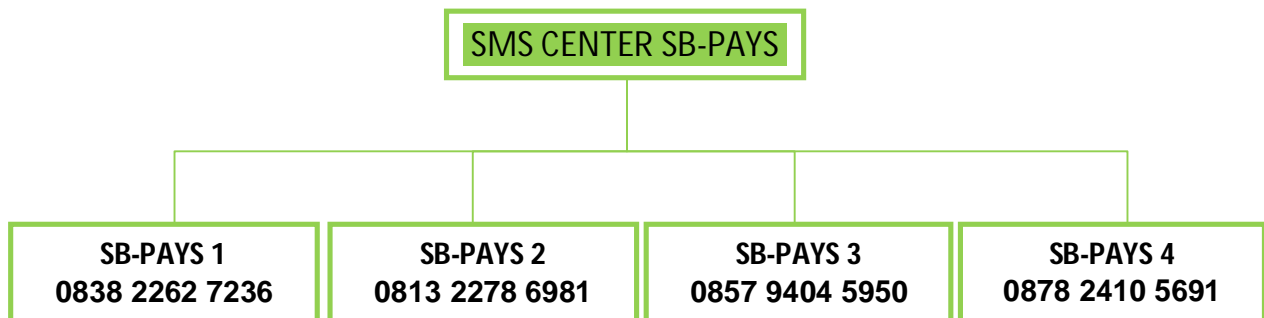 SMS CENTER SB-PAYS
SB-PAYS 1
0838 2262 7236
SB-PAYS 2
0813 2278 6981
SB-PAYS 3
0857 9404 5950
SB-PAYS 4
0878 2410 5691